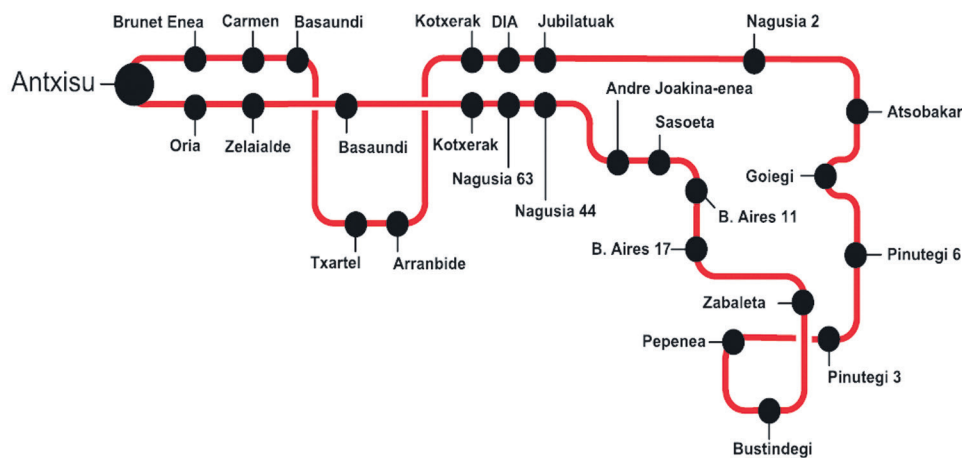 Brunet Enea
Carmen
Basaundi
Kotxerak
DIA
Jubilatuak
Nagusia 2
Antxisu
Andre Joakina-enea
Atsobakar
Sasoeta
Oria
Zelaialde
Basaundi
Kotxerak
Nagusia 63
Goiegi
Nagusia 44
B. Aires 11
B. Aires 17
Pinutegi 6
Txartel
Arranbide
Zabaleta
Pepenea
Pinutegi 3
Bustindegi